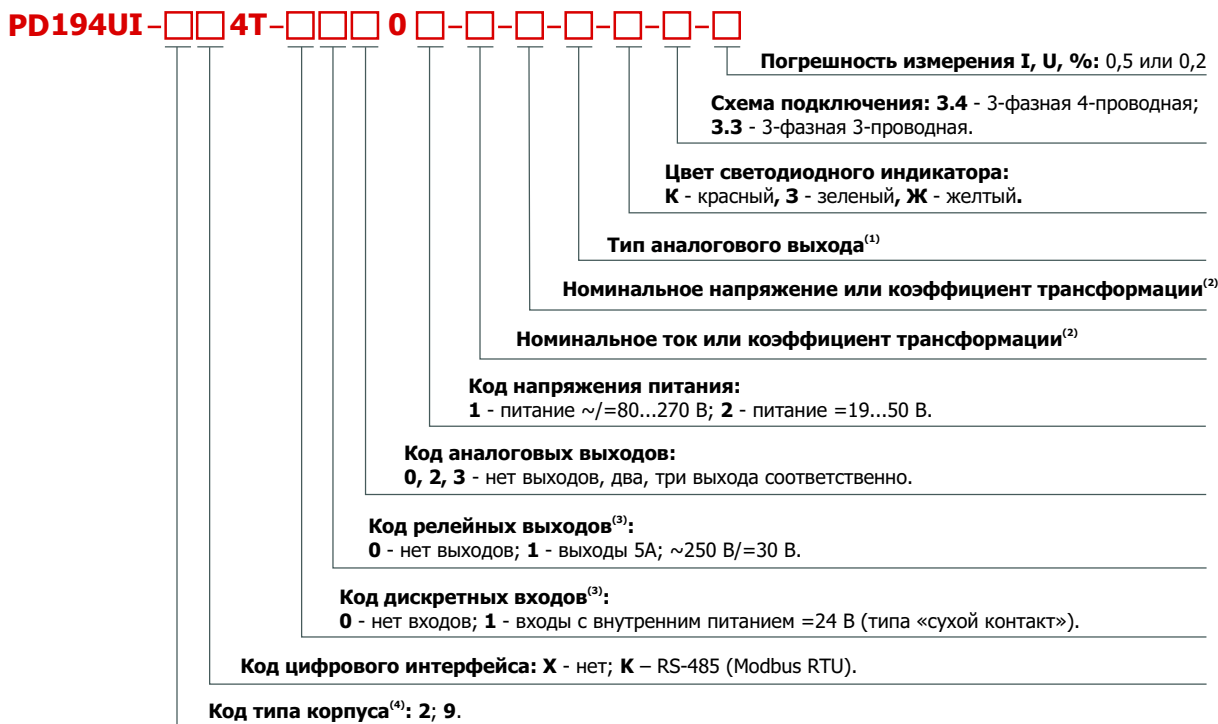 PD194UI-□□4T-□□□0□-□-□-□-□-□-□
Погрешность измерения I, U, %: 0,5 или 0,2
Схема подключения: 3.4 - 3-фазная 4-проводная;
3.3 - 3-фазная 3-проводная.
Цвет светодиодного индикатора:
К - красный, З - зеленый, Ж - желтый.
Тип аналогового выхода(1)
Номинальное напряжение или коэффициент трансформации(2)
Номинальное ток или коэффициент трансформации(2)
Код напряжения питания:
1 - питание ~/=80...270 В; 2 - питание =19...50 В.
Код аналоговых выходов:
0, 2, 3 - нет выходов, два, три выхода соответственно.
Код релейных выходов(3):
0 - нет выходов; 1 - выходы 5А; ~250 В/=30 В.
Код дискретных входов(3):
0 - нет входов; 1 - входы с внутренним питанием =24 В (типа «сухой контакт»).
Код цифрового интерфейса: X - нет; K – RS-485 (Modbus RTU).
Код типа корпуса(4): 2; 9.